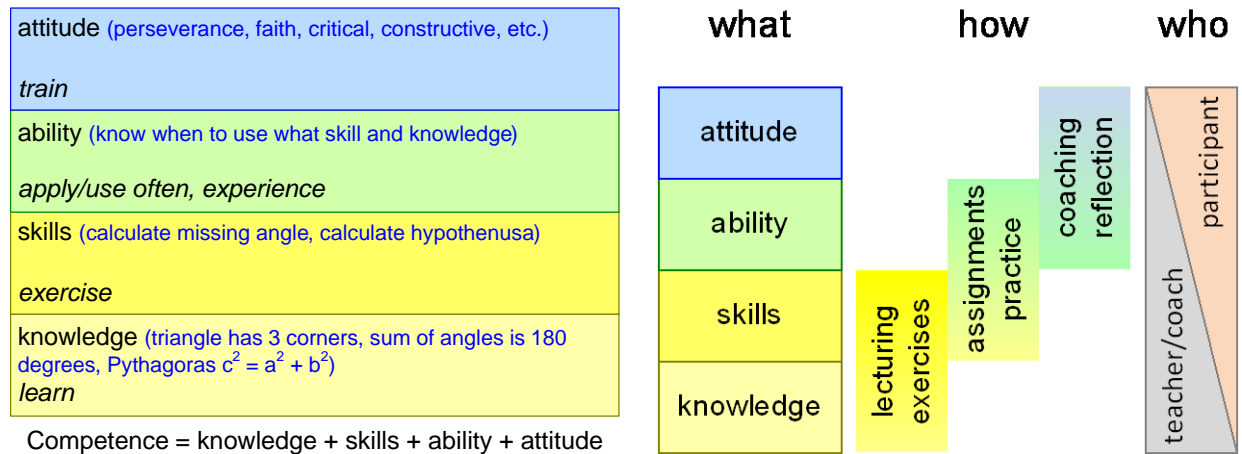 attitude (perseverance, faith, critical, constructive, etc.)
train
ability (know when to use what skill and knowledge)
apply/use often, experience
skills (calculate missing angle, calculate hypothenusa)
exercise
knowledge (triangle has 3 corners, sum of angles is 180
degrees, Pythagoras c² = a² + b²)
learn
Competence = knowledge + skills + ability + attitude
what
how
who
attitude
ability
skills
knowledge
lecturing
exercises
assignments
practice
coaching
reflection
teacher/coach
participant